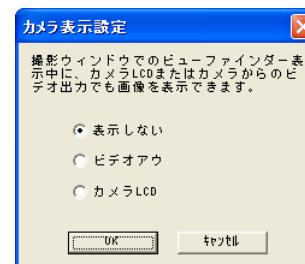 カメラ表示設定
撮影ウィンドウでのビューファインダー表
示中に、カメラLCDまたはカメラからのビ
デオ出力でも画像を表示できます。
表示しない
ビデオアウ
カメラLCD
OK
キャンセル